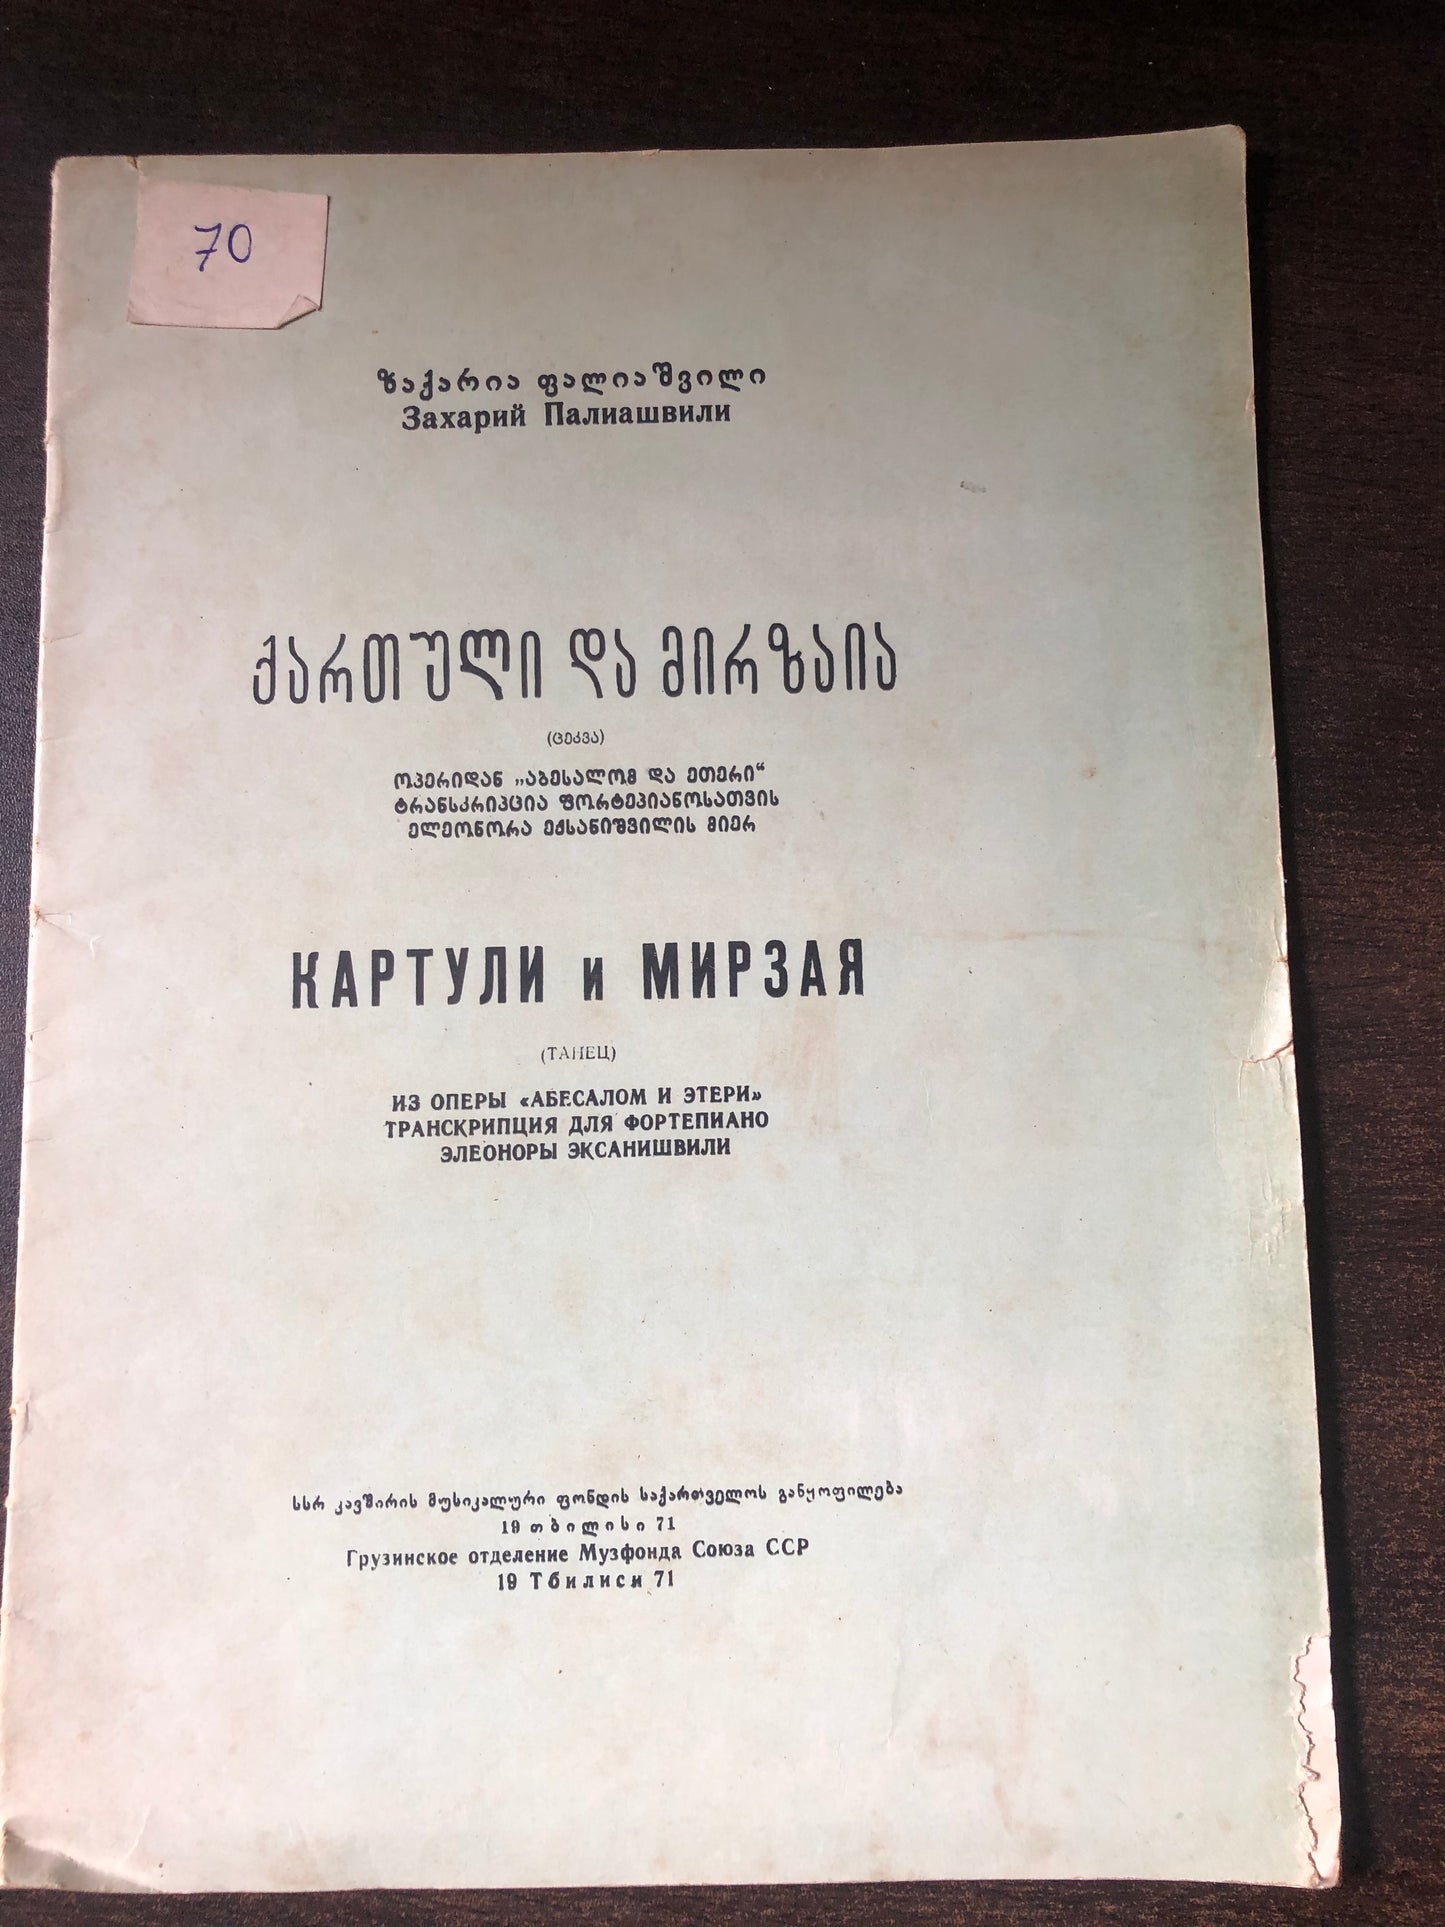 70
ზაქარია ფალიაშვილი
Захарий Палиашвили
ქართული და მირზაია
(ცეკვა)
ოპერიდან „აბესალომ და ეთერი“
ტრანსკრიპცია ფორტეპიანოსათვის
ელეონორა ექსანიშვილის მიერ
КАРТУЛИ и МИРЗАЯ
(ТАНЕЦ)
ИЗ ОПЕРЫ «АБЕСАЛОМ И ЭТЕРИ»
ТРАНСКРИПЦИЯ ДЛЯ ФОРТЕПИАНО
ЭЛЕОНОРЫ ЭКСАНИШВИЛИ
სსრ კავშირის მუსიკალური ფონდის საქართველოს განყოფილება
19 თბილისი 71
Грузинское отделение Музфонда Союза ССР
19 Тбилиси 71